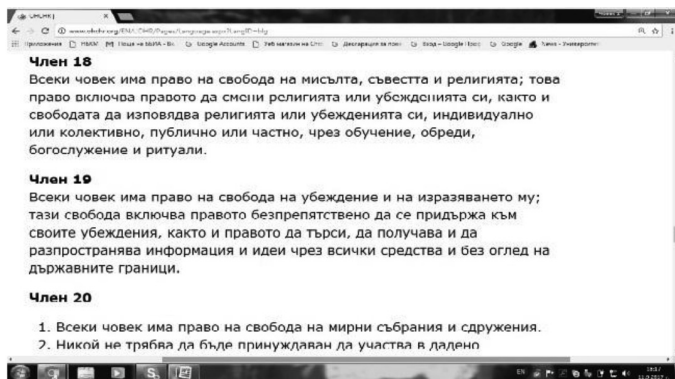 OHCHR |
Член 18
Всеки човек има право на свобода на мисълта, съвестта и религията; това
право включва правото да смени религията или убежденията си, както и
свободата да изповядва религията или убежденията си, индивидуално
или колективно, публично или частно, чрез обучение, обреди,
богослужение и ритуали.
Член 19
Всеки човек има право на свобода на убеждение и на изразяването му;
тази свобода включва правото безпрепятствено да се придържа към
своите убеждения, както и правото да търси, да получава и да
разпространява информация и идеи чрез всички средства и без оглед на
държавните граници.
Член 20
1. Всеки човек има право на свобода на мирни събрания и сдружения.
2. Никой не трябва да бъде принуждаван да участва в дадено
EN